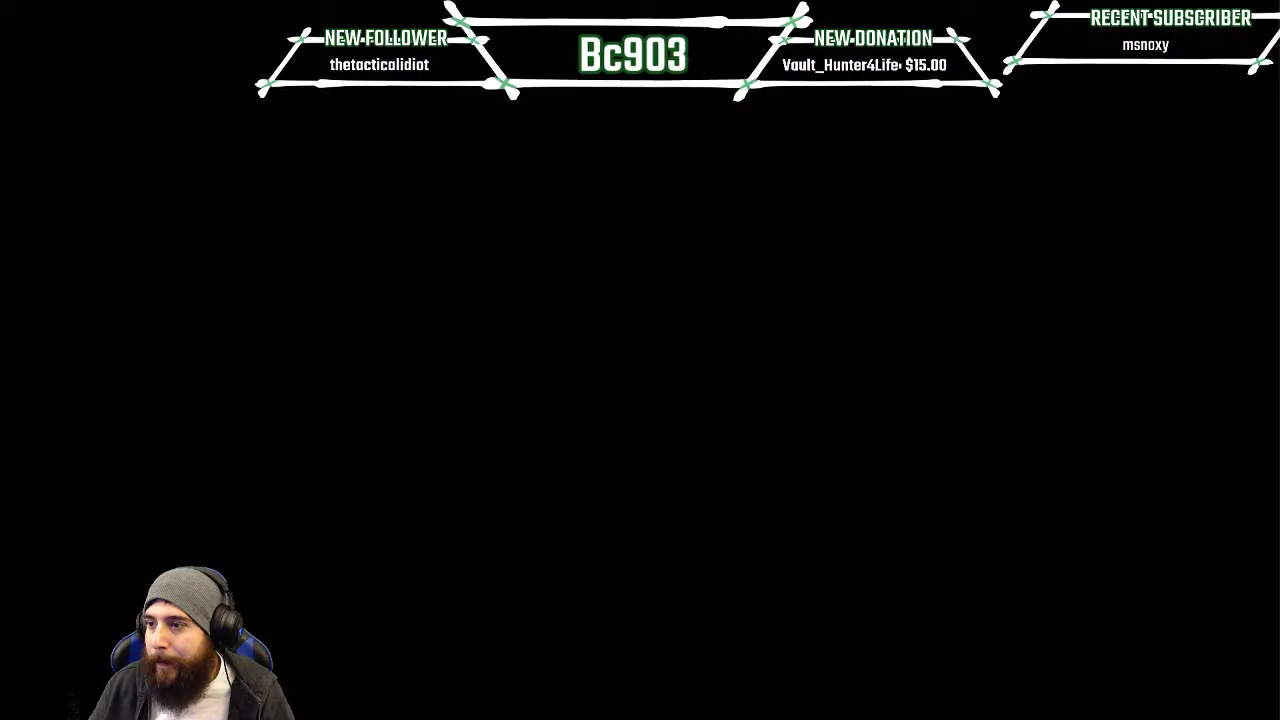 NEW FOLLOWER
thetacticalidiot
Bc903
NEW DONATION
Vault_Hunter4Life: $15.00
RECENT SUBSCRIBER
msnoxy